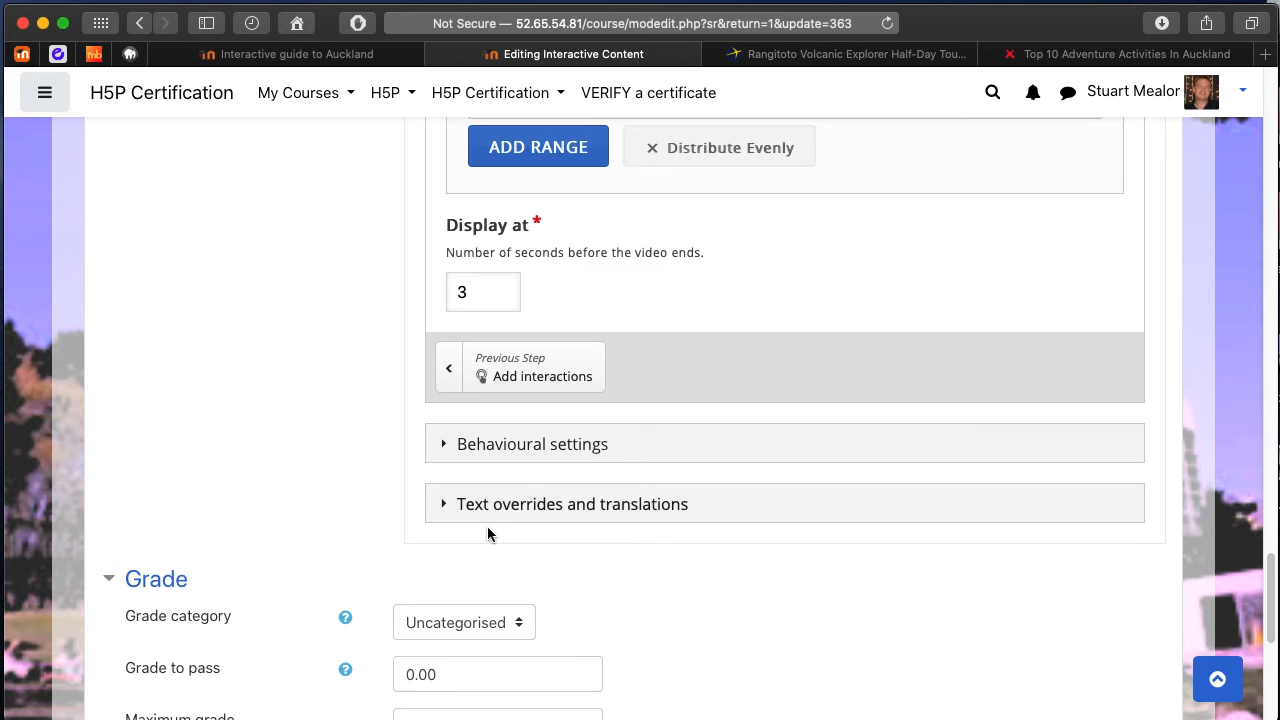 Not Secure — 52.65.54.81/course/modedit.php?sr&return=1&update=363
Interactive guide to Auckland
Editing Interactive Content
Rangitoto Volcanic Explorer Half-Day Tou...
Top 10 Adventure Activities In Auckland
H5P Certification
My Courses
H5P
H5P Certification
VERIFY a certificate
Stuart Mealor
ADD RANGE
Distribute Evenly
Display at *
Number of seconds before the video ends.
3
Previous Step
Add interactions
Behavioural settings
Text overrides and translations
Grade
Grade category
Uncategorised
Grade to pass
0.00
Maximum grade